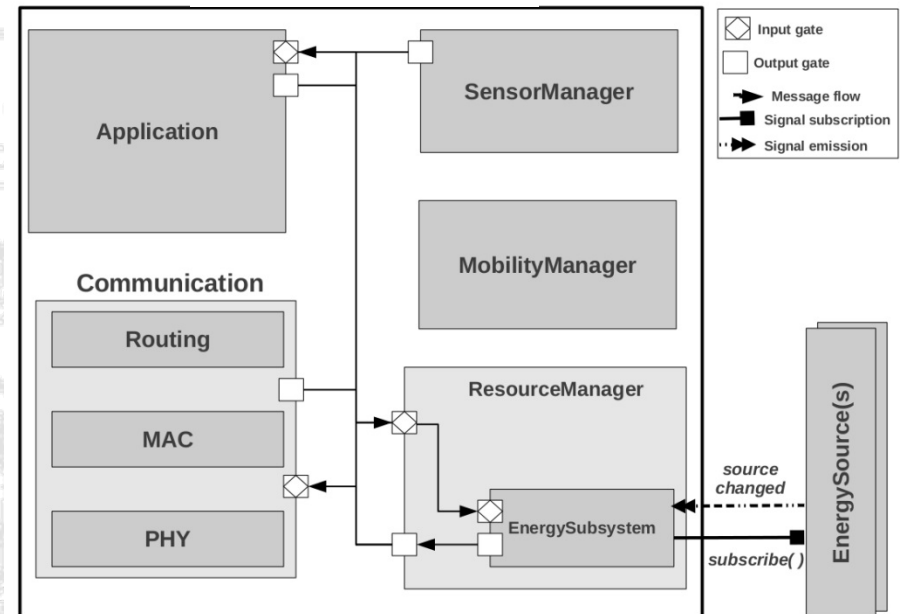 Input gate
Output gate
Message flow
Signal subscription
Signal emission
Application
SensorManager
MobilityManager
Communication
Routing
MAC
PHY
ResourceManager
EnergySubsystem
source
changed
subscribe( )
EnergySource(s)